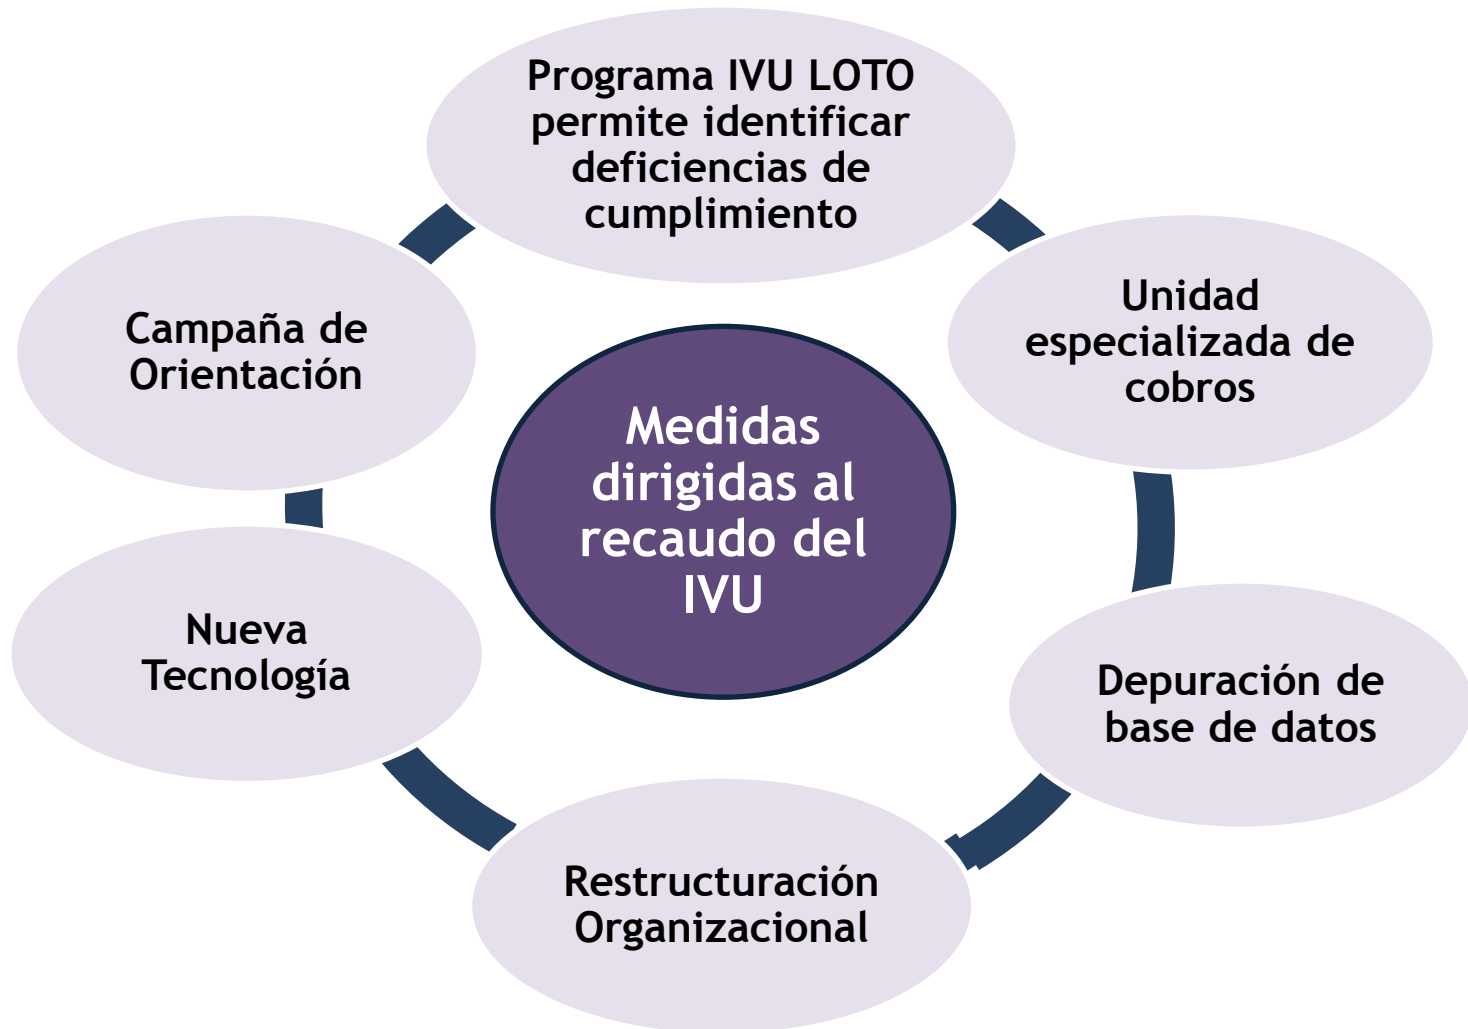 Programa IVU LOTO
permite identificar
deficiencias de
cumplimiento
Unidad
especializada de
cobros
Depuración de
base de datos
Restructuración
Organizacional
Nueva
Tecnología
Campaña de
Orientación
Medidas
dirigidas al
recaudo del
IVU